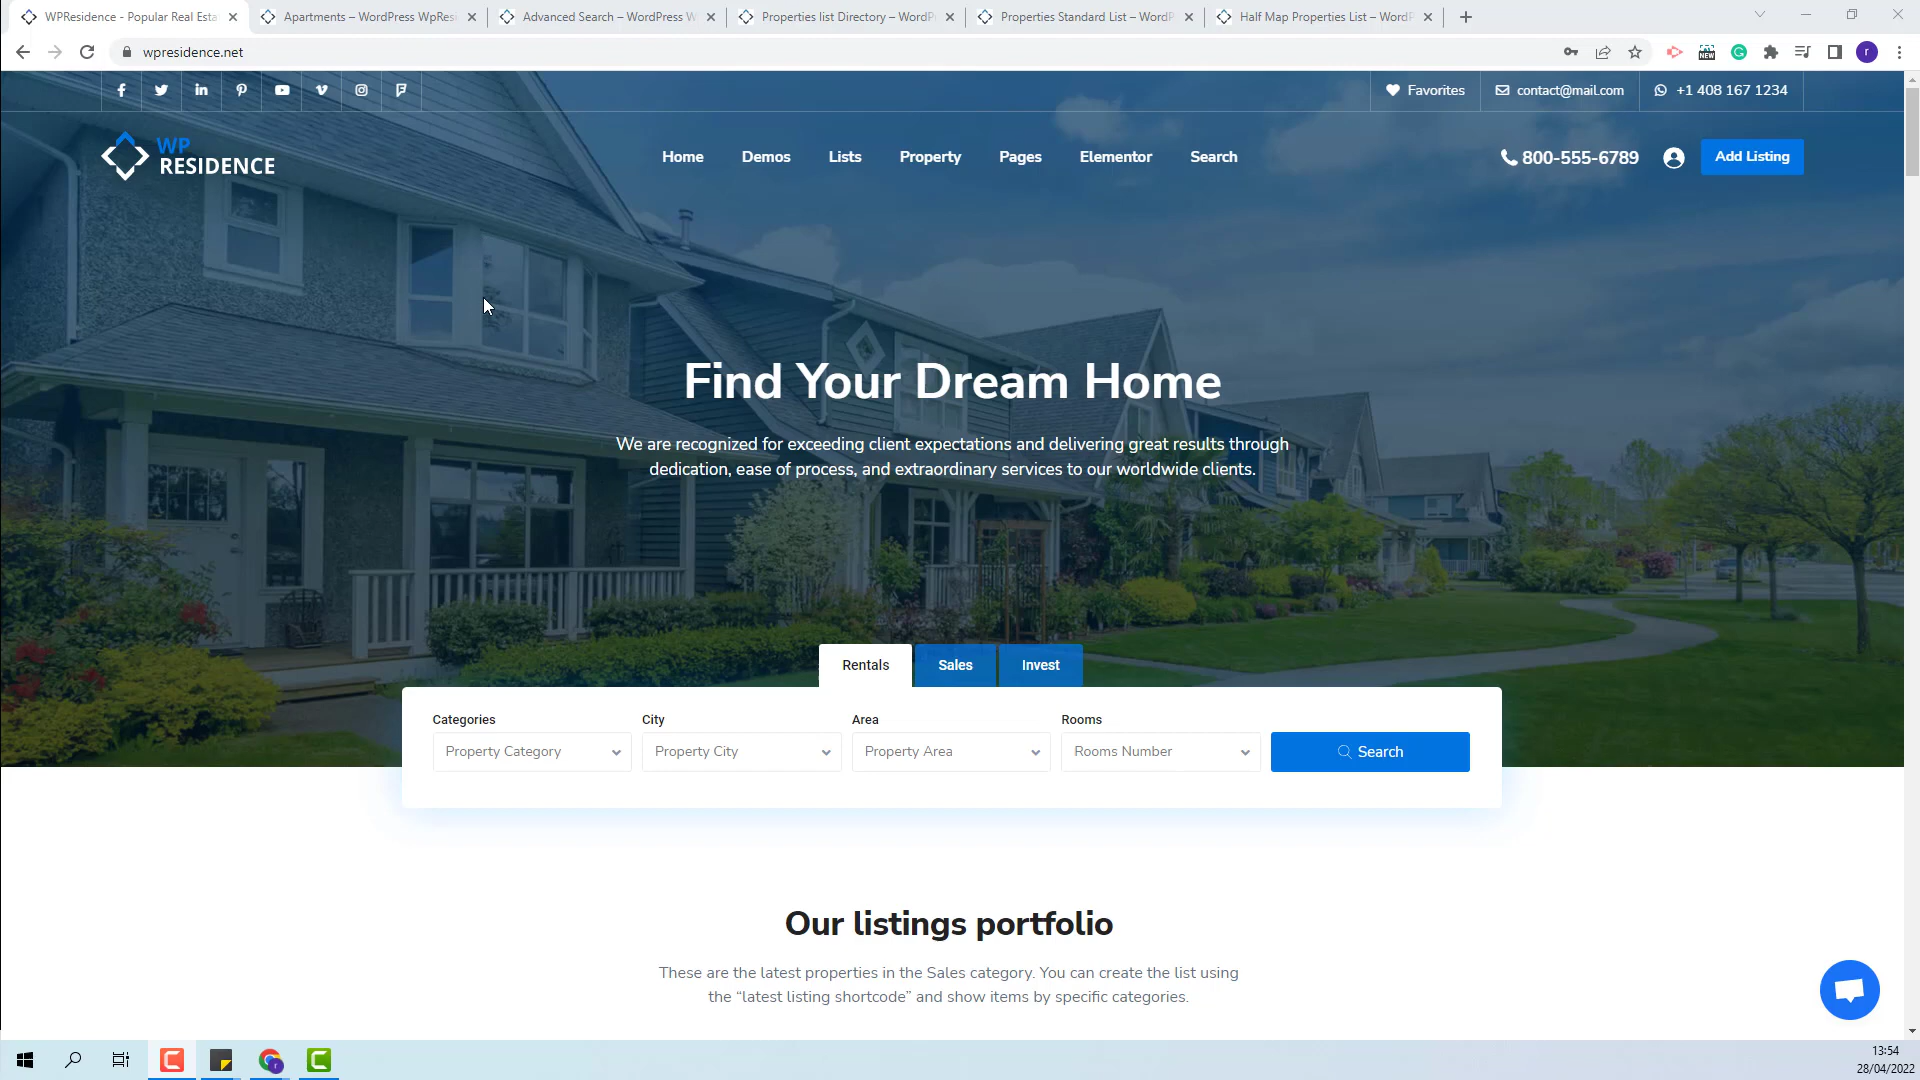 WPResidence - Popular Real Esta
Apartments – WordPress WpResi
Advanced Search – WordPress W
Properties list Directory – WordP
Properties Standard List – WordP
Half Map Properties List – WordP
wpresidence.net
NEW
r
Favorites
contact@mail.com
+1 408 167 1234
WP
RESIDENCE
Home
Demos
Lists
Property
Pages
Elementor
Search
800-555-6789
Add Listing
Find Your Dream Home
We are recognized for exceeding client expectations and delivering great results through
dedication, ease of process, and extraordinary services to our worldwide clients.
Rentals
Sales
Invest
Categories
City
Area
Rooms
Property Category
Property City
Property Area
Rooms Number
Search
Our listings portfolio
These are the latest properties in the Sales category. You can create the list using
the “latest listing shortcode” and show items by specific categories.
13:54
28/04/2022